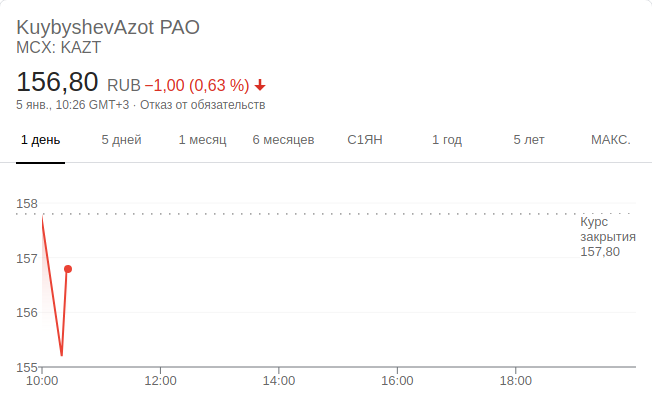 KuybyshevAzot PAO
MCX: KAZT
156,80 RUB −1,00 (0,63 %)
5 янв., 10:26 GMT+3 · Отказ от обязательств
1 день 5 дней 1 месяц 6 месяцев С1ЯН 1 год 5 лет МАКС.
158
Курс
закрытия
157,80
157
156
155
10:00 12:00 14:00 16:00 18:00